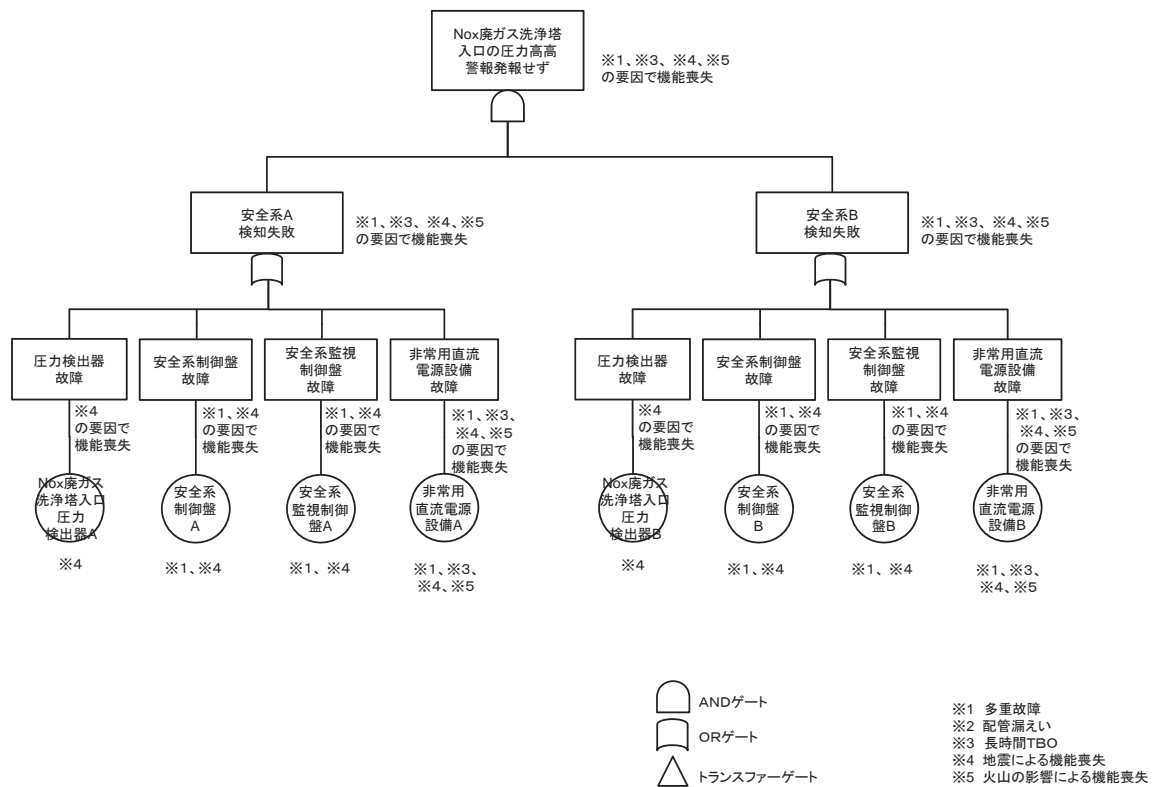 Nox廃ガス洗浄塔
入口の圧力高高
警報発報せず
※1、※3、※4、※5
の要因で機能喪失
安全系A
検知失敗
※1、※3、※4、※5
の要因で機能喪失
安全系B
検知失敗
※1、※3、※4、※5
の要因で機能喪失
圧力検出器
故障
※4
の要因で
機能喪失
安全系制御盤
故障
※1、※4
の要因で
機能喪失
安全系監視
制御盤
故障
※1、※4
の要因で
機能喪失
非常用直流
電源設備
故障
※1、※3、
※4、※5
の要因で
機能喪失
圧力検出器
故障
※4
の要因で
機能喪失
安全系制御盤
故障
※1、※4
の要因で
機能喪失
安全系監視
制御盤
故障
※1、※4
の要因で
機能喪失
非常用直流
電源設備
故障
※1、※3、
※4、※5
の要因で
機能喪失
Nox廃ガス
洗浄塔入口
圧力
検出器A
※4
安全系
制御盤
A
※1、※4
安全系
監視制御
盤A
※1、※4
非常用
直流電源
設備A
※1、※3、
※4、※5
Nox廃ガス
洗浄塔入口
圧力
検出器B
※4
安全系
制御盤
B
※1、※4
安全系
監視制御
盤B
※1、※4
非常用
直流電源
設備B
※1、※3、
※4、※5
ANDゲート
ORゲート
トランスファーゲート
※1 多重故障
※2 配管漏えい
※3 長時間TBO
※4 地震による機能喪失
※5 火山の影響による機能喪失